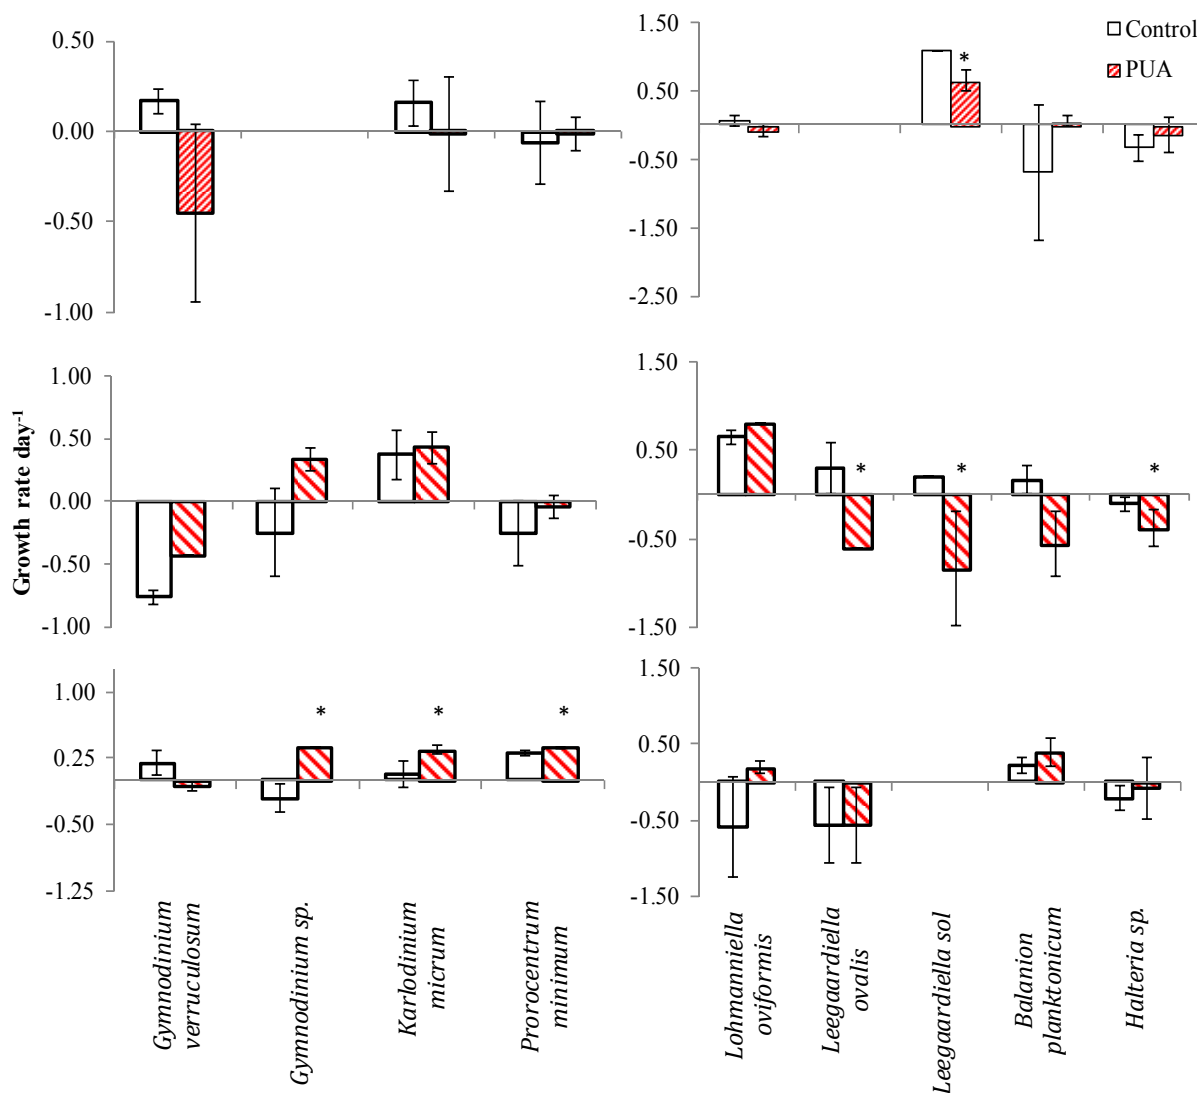 0.50
0.00
-0.50
-1.00
1.50
0.50
-0.50
-1.50
-2.50
Control
PUA
*
Growth rate day-1
1.00
0.50
0.00
-0.50
-1.00
1.50
0.50
-0.50
-1.50
*
*
*
1.00
0.25
-0.50
-1.25
*
*
*
1.50
0.50
-0.50
-1.50
Gymnodinium
verruculosum
Gymnodinium sp.
Karlodinium
micrum
Prorocentrum
minimum
Lohmanniella
oviformis
Leegaardiella
ovalis
Leegaardiella sol
Balanion
planktonicum
Halteria sp.